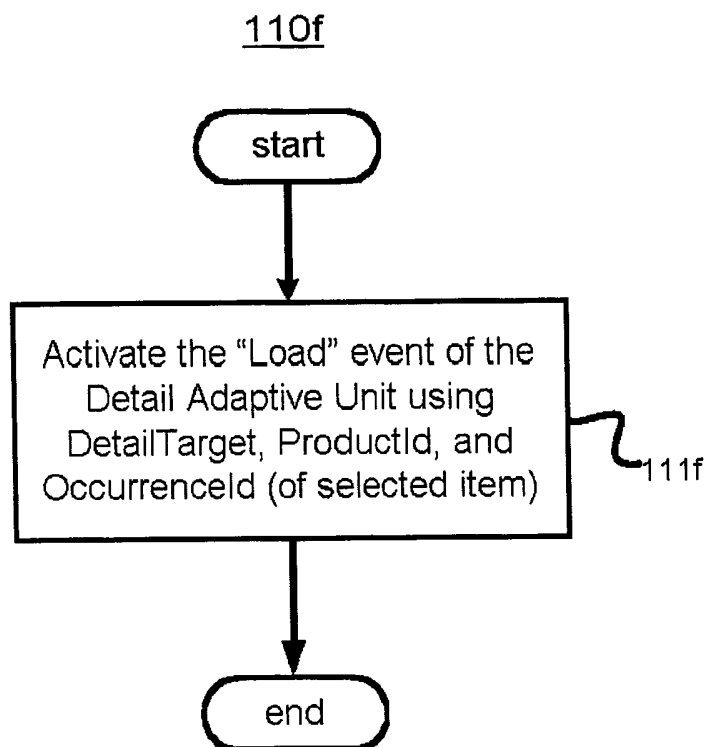 110f
start
Activate the “Load” event of the
Detail Adaptive Unit using
DetailTarget, ProductId, and
OccurrenceId (of selected item)
111f
end